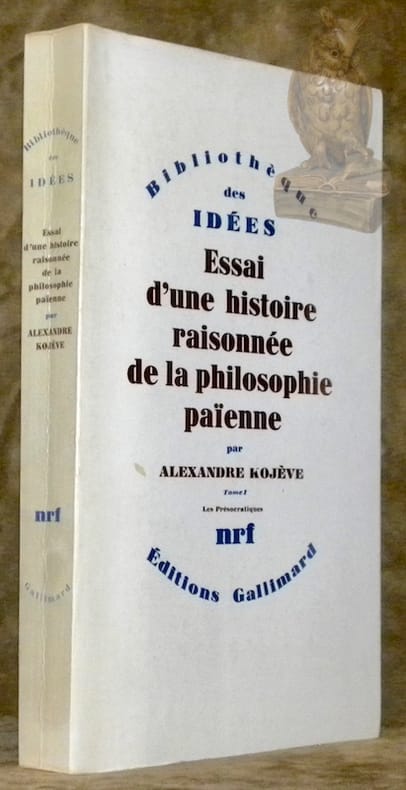 Bibliothèque
des
IDÉES
Essai
d'une histoire
raisonnée
de la
philosophie
païenne
par
ALEXANDRE
KOJÈVE
nrf
Gallimard
Bibliothèque
des
IDÉES
Essai
d'une histoire
raisonnée
de la philosophie
païenne
par
ALEXANDRE KOJÈVE
Tome I
Les Présocratiques
nrf
Éditions Gallimard